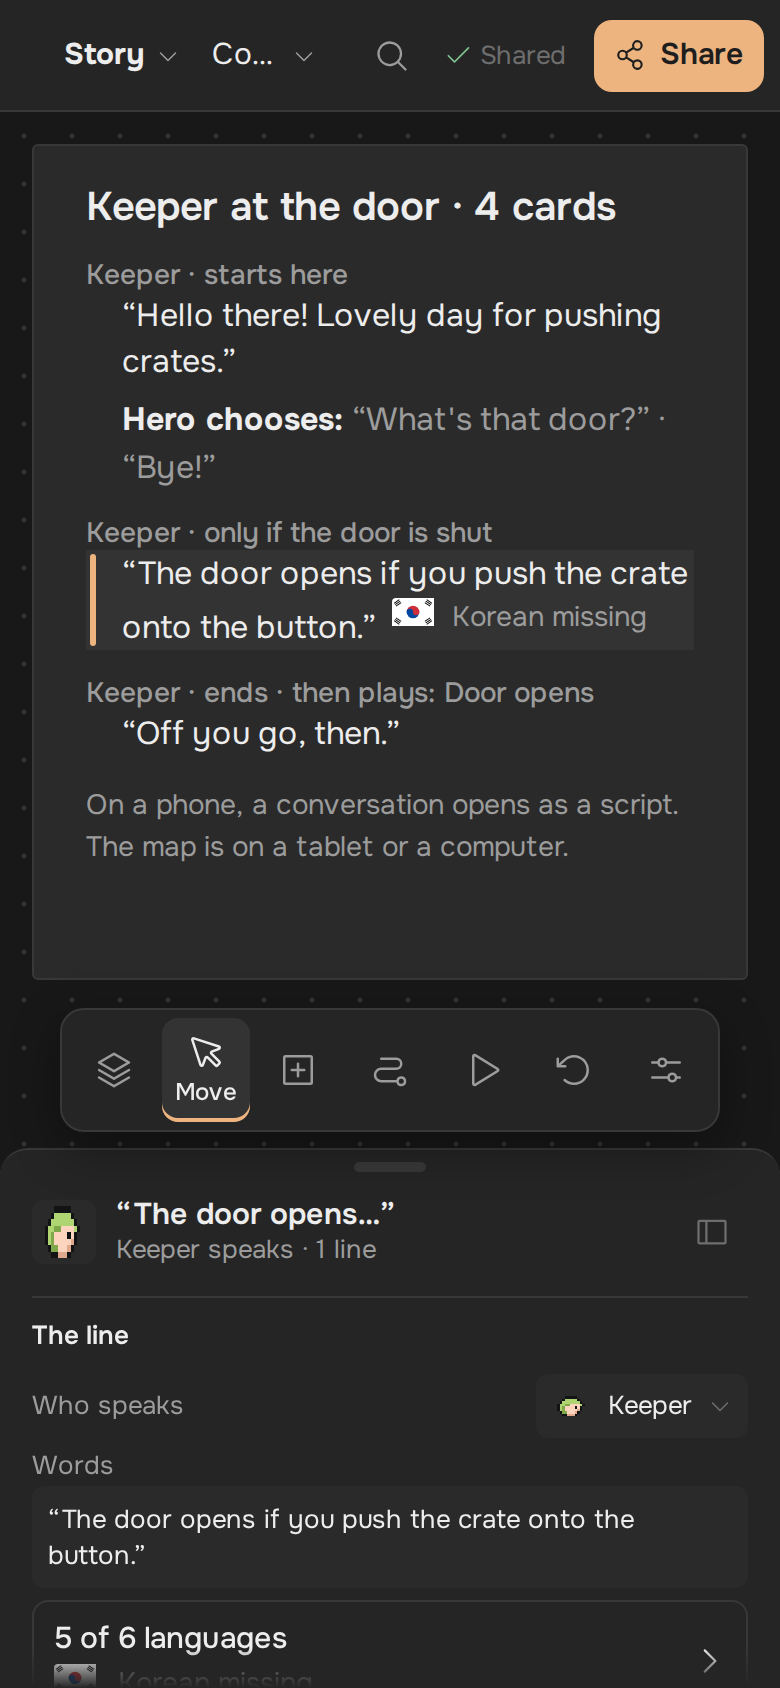 Story
Co...
Shared
Share
Keeper at the door · 4 cards
Keeper · starts here
“Hello there! Lovely day for pushing
crates.”
Hero chooses: “What's that door?” ·
“Bye!”
Keeper · only if the door is shut
“The door opens if you push the crate
onto the button.” Korean missing
Keeper · ends · then plays: Door opens
“Off you go, then.”
On a phone, a conversation opens as a script.
The map is on a tablet or a computer.
Move
“The door opens...”
Keeper speaks · 1 line
The line
Who speaks
Keeper
Words
“The door opens if you push the crate onto the
button.”
5 of 6 languages
Korean missing